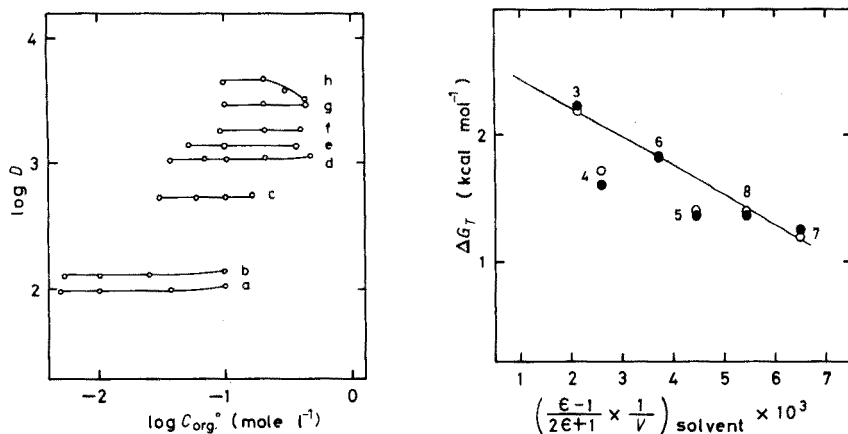 log D
4
3
2
h
g
f
e
d
c
b
a
−2
−1
0
log C°org. (mole l⁻¹)
ΔG_T (kcal mol⁻¹)
2
1
3
4
6
5
8
7
1 2 3 4 5 6 7
(ϵ−1/2ϵ+1 × 1/V) solvent × 10³